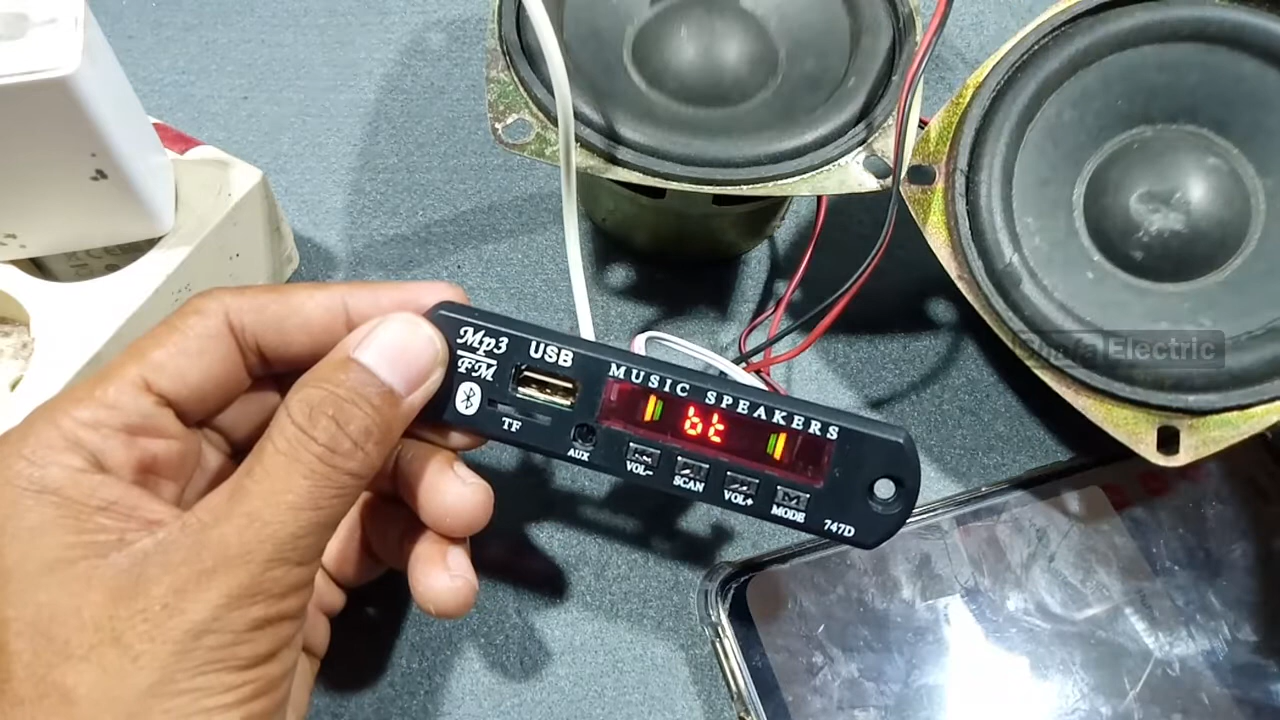 Mp3
FM
USB
TF
AUX
MUSIC SPEAKERS
bt
VOL-
SCAN
VOL+
MODE
747D
Electric